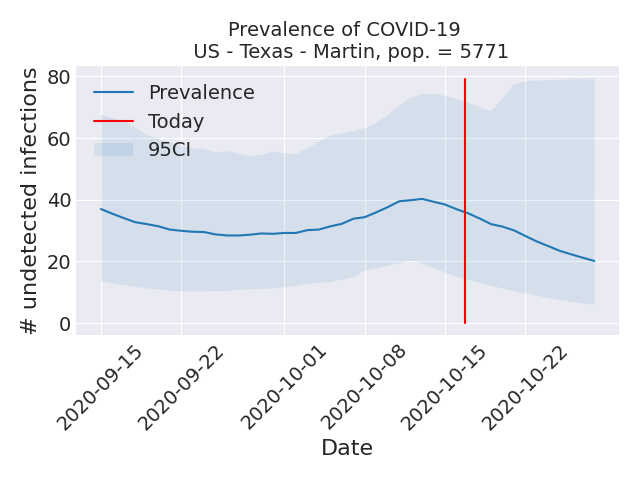 Prevalence of COVID-19
US - Texas - Martin, pop. = 5771
# undetected infections
80
60
40
20
0
Prevalence
Today
95CI
2020-09-15
2020-09-22
2020-10-01
2020-10-08
2020-10-15
2020-10-22
Date